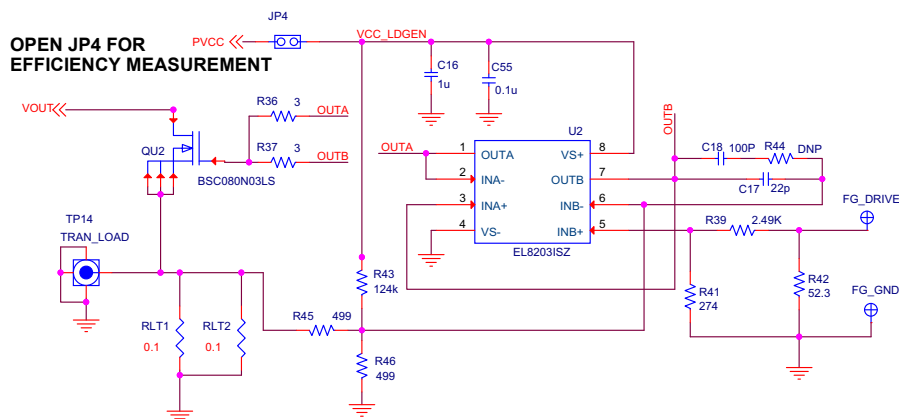 JP4
OPEN JP4 FOR
EFFICIENCY MEASUREMENT
PVCC
VCC_LDGEN
C16
1u
C55
0.1u
VOUT
R36 3 OUTA
R37 3 OUTB
QU2
BSC080N03LS
OUTA
U2
1 OUTA VS+ 8
2 INA- OUTB 7
3 INA+ INB- 6
4 VS- INB+ 5
EL8203ISZ
OUTB
C18 100P R44 DNP
C17 22p
R39 2.49K
FG_DRIVE
TP14
TRAN_LOAD
R43
124k
R41
274
R42
52.3
FG_GND
RLT1
0.1
RLT2
0.1
R45 499
R46
499